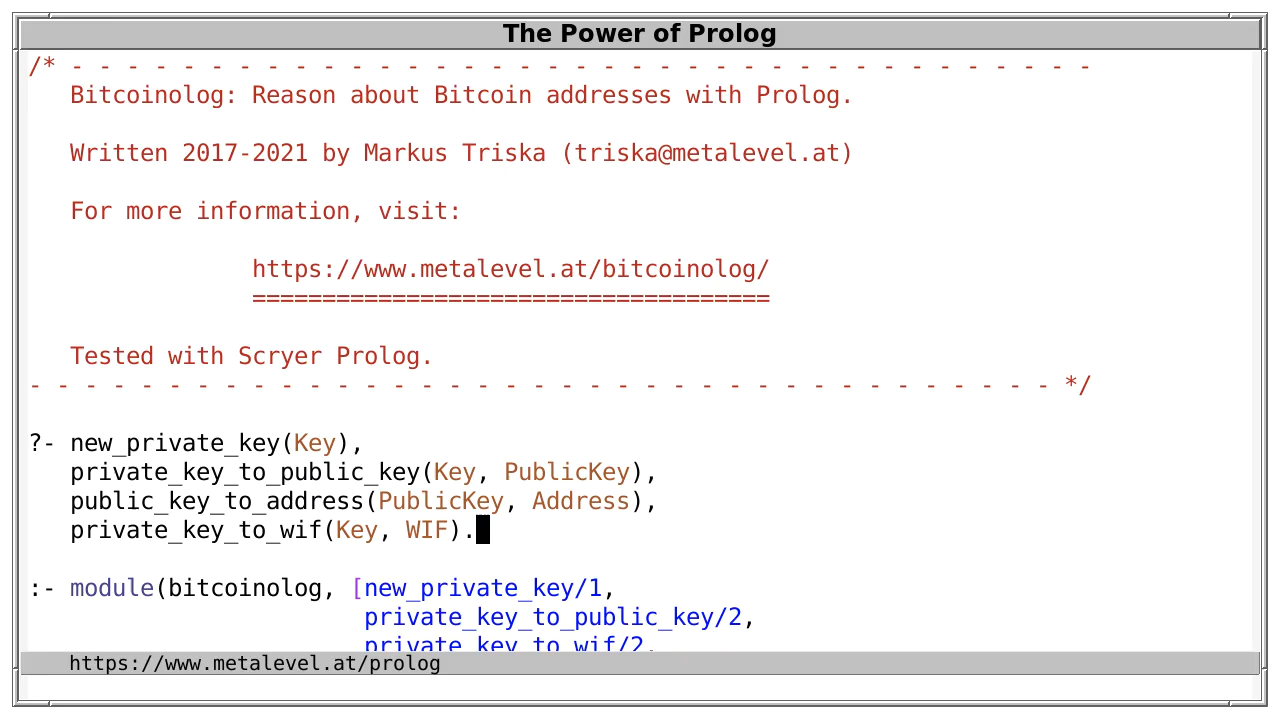 The Power of Prolog
/* - - - - - - - - - - - - - - - - - - - - - - - - - - - - - - - - - - - - -
Bitcoinolog: Reason about Bitcoin addresses with Prolog.
Written 2017-2021 by Markus Triska (triska@metalevel.at)
For more information, visit:
https://www.metalevel.at/bitcoinolog/
=====================================
Tested with Scryer Prolog.
- - - - - - - - - - - - - - - - - - - - - - - - - - - - - - - - - - - - - */
?- new_private_key(Key),
private_key_to_public_key(Key, PublicKey),
public_key_to_address(PublicKey, Address),
private_key_to_wif(Key, WIF).
:- module(bitcoinolog, [new_private_key/1,
private_key_to_public_key/2,
private_key_to_wif/2,
https://www.metalevel.at/prolog